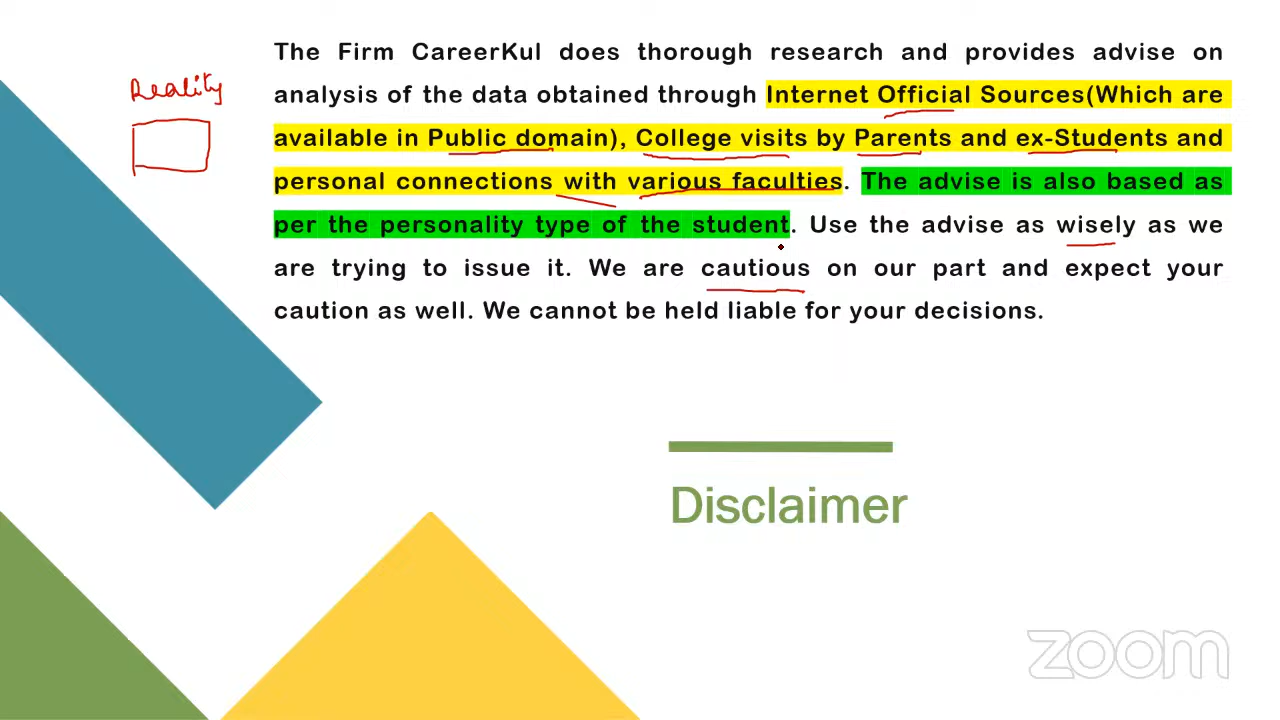 The Firm CareerKul does thorough research and provides advise on
Reality
analysis of the data obtained through Internet Official Sources(Which are
available in Public domain), College visits by Parents and ex-Students and
personal connections with various faculties. The advise is also based as
per the personality type of the student. Use the advise as wisely as we
are trying to issue it. We are cautious on our part and expect your
caution as well. We cannot be held liable for your decisions.
Disclaimer
zoom